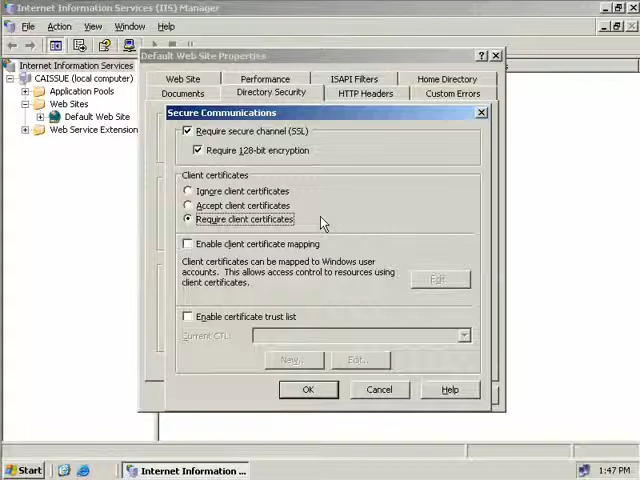 Internet Information Services (IIS) Manager
File Action View Window Help
Default Web Site Properties
Internet Information Services
CAISSUE (local computer)
Application Pools
Web Sites
Default Web Site
Web Service Extension
Web Site Performance ISAPI Filters Home Directory
Documents Directory Security HTTP Headers Custom Errors
Secure Communications
Require secure channel (SSL)
Require 128-bit encryption
Client certificates
Ignore client certificates
Accept client certificates
Require client certificates
Enable client certificate mapping
Client certificates can be mapped to Windows user
accounts. This allows access control to resources using
client certificates.
Edit...
Enable certificate trust list
Current CTL:
New... Edit...
OK Cancel Help
Start Internet Information ... 1:47 PM